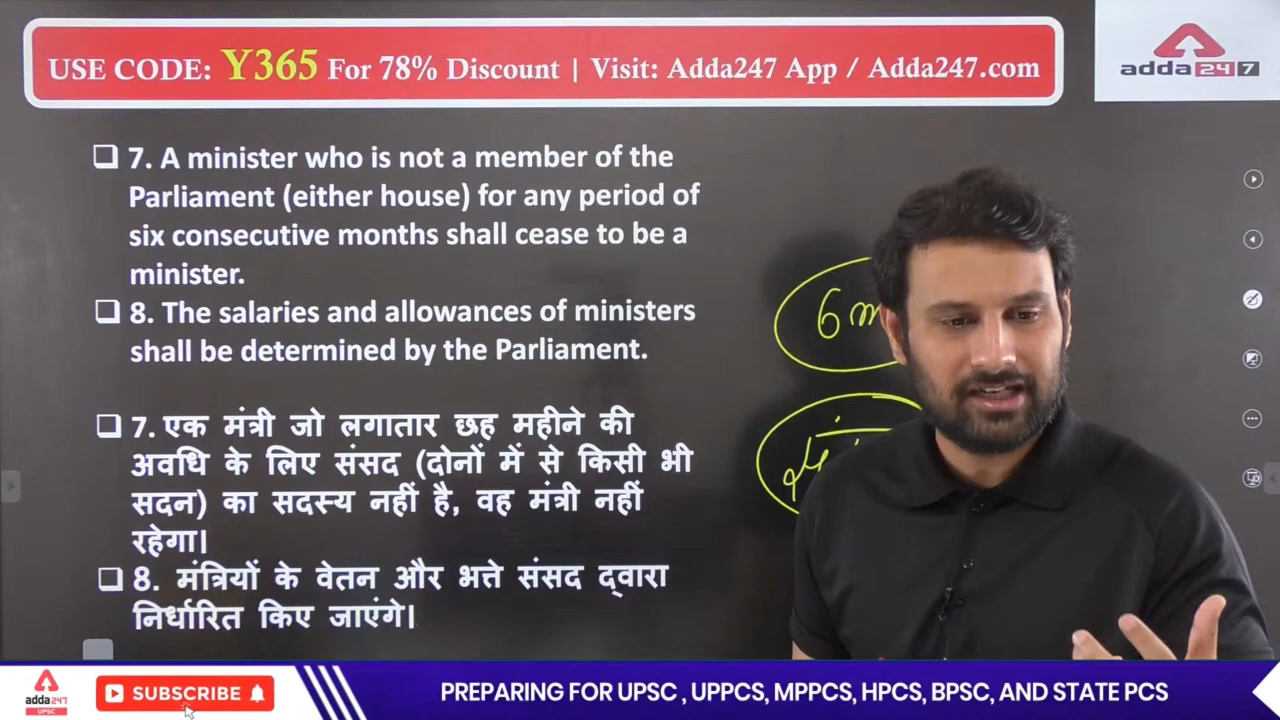 USE CODE: Y365 For 78% Discount | Visit: Adda247 App / Adda247.com
adda247
7. A minister who is not a member of the
Parliament (either house) for any period of
six consecutive months shall cease to be a
minister.
8. The salaries and allowances of ministers
shall be determined by the Parliament.
6 m
7. एक मंत्री जो लगातार छह महीने की
अवधि के लिए संसद (दोनों में से किसी भी
सदन) का सदस्य नहीं है, वह मंत्री नहीं
रहेगा।
8. मंत्रियों के वेतन और भत्ते संसद द्वारा
निर्धारित किए जाएंगे।
adda247
UPSC
SUBSCRIBE
PREPARING FOR UPSC , UPPCS, MPPCS, HPCS, BPSC, AND STATE PCS